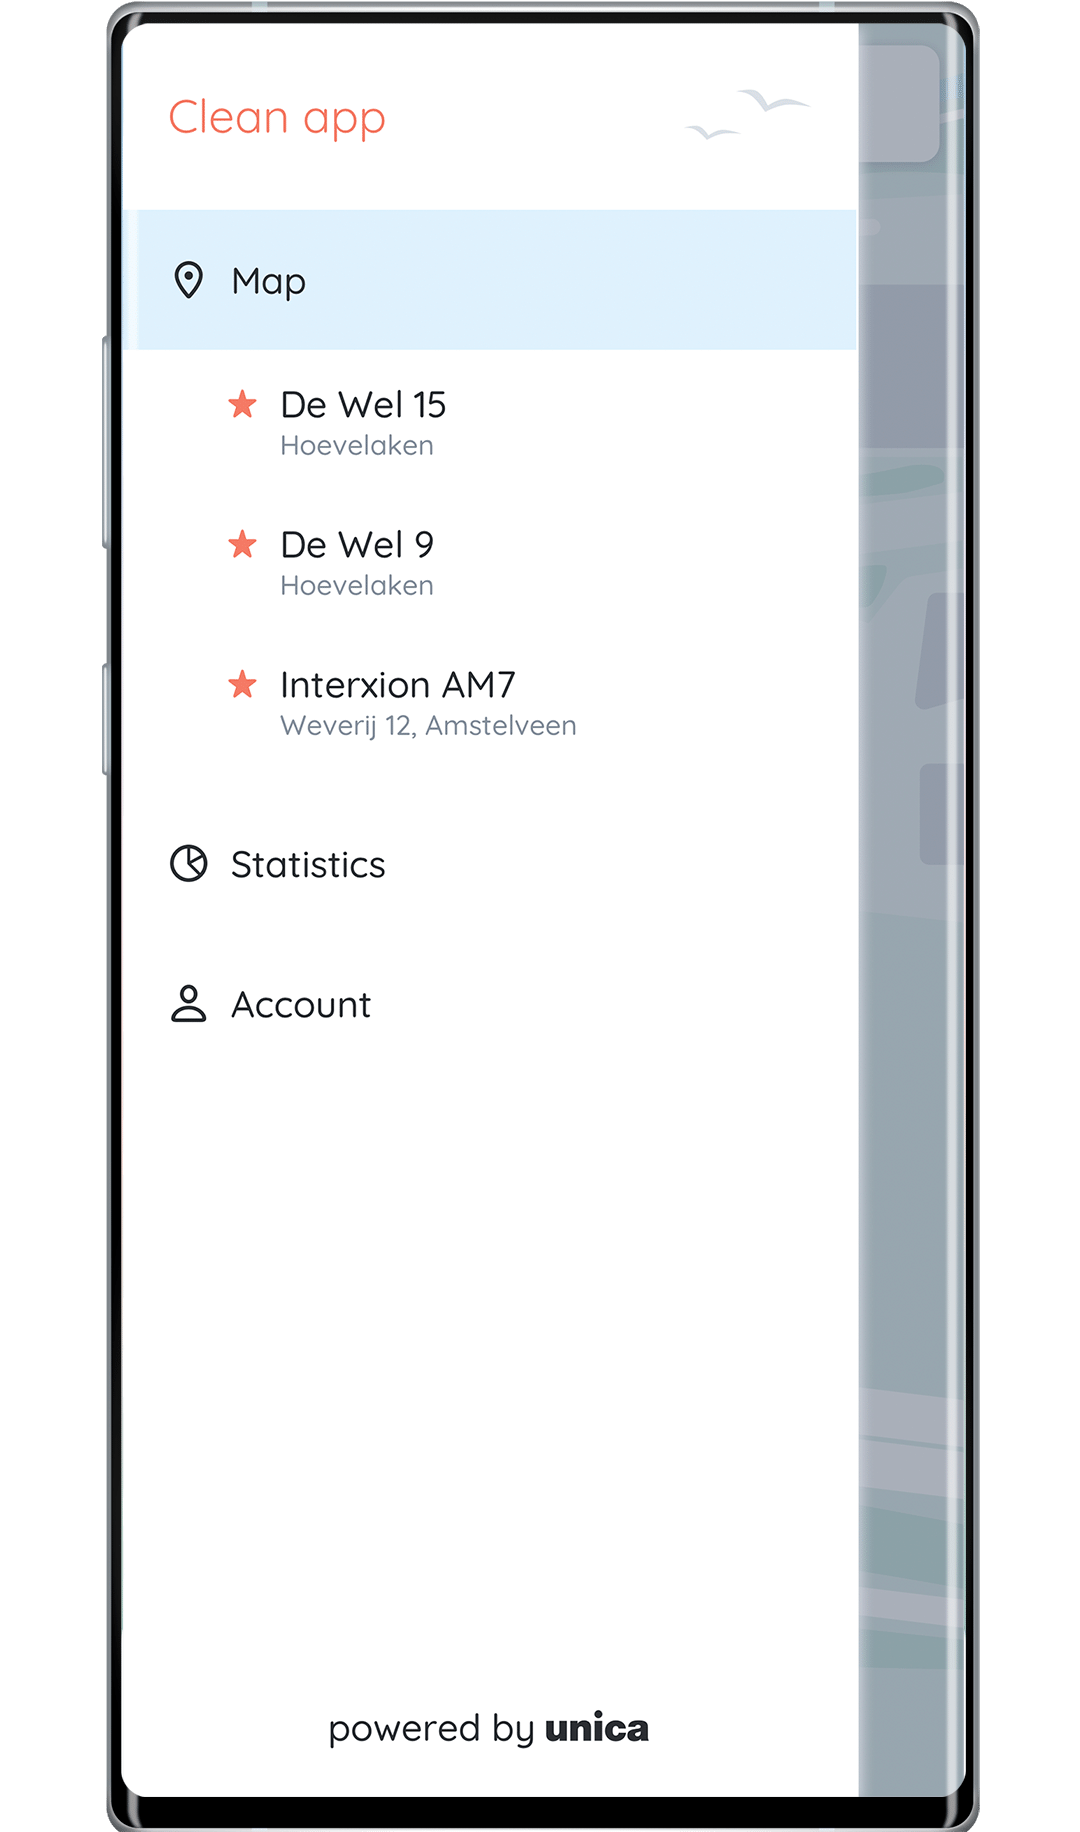 Clean app
Map
De Wel 15
Hoevelaken
De Wel 9
Hoevelaken
Interxion AM7
Weverij 12, Amstelveen
Statistics
Account
powered by unica